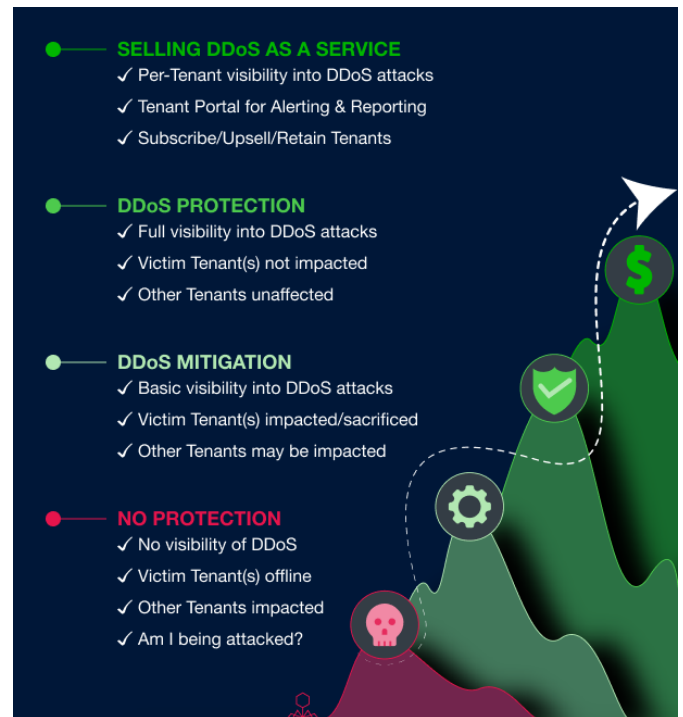 SELLING DDoS AS A SERVICE
✓ Per-Tenant visibility into DDoS attacks
✓ Tenant Portal for Alerting & Reporting
✓ Subscribe/Upsell/Retain Tenants
DDoS PROTECTION
✓ Full visibility into DDoS attacks
✓ Victim Tenant(s) not impacted
✓ Other Tenants unaffected
$
DDoS MITIGATION
✓ Basic visibility into DDoS attacks
✓ Victim Tenant(s) impacted/sacrificed
✓ Other Tenants may be impacted
NO PROTECTION
✓ No visibility of DDoS
✓ Victim Tenant(s) offline
✓ Other Tenants impacted
✓ Am I being attacked?